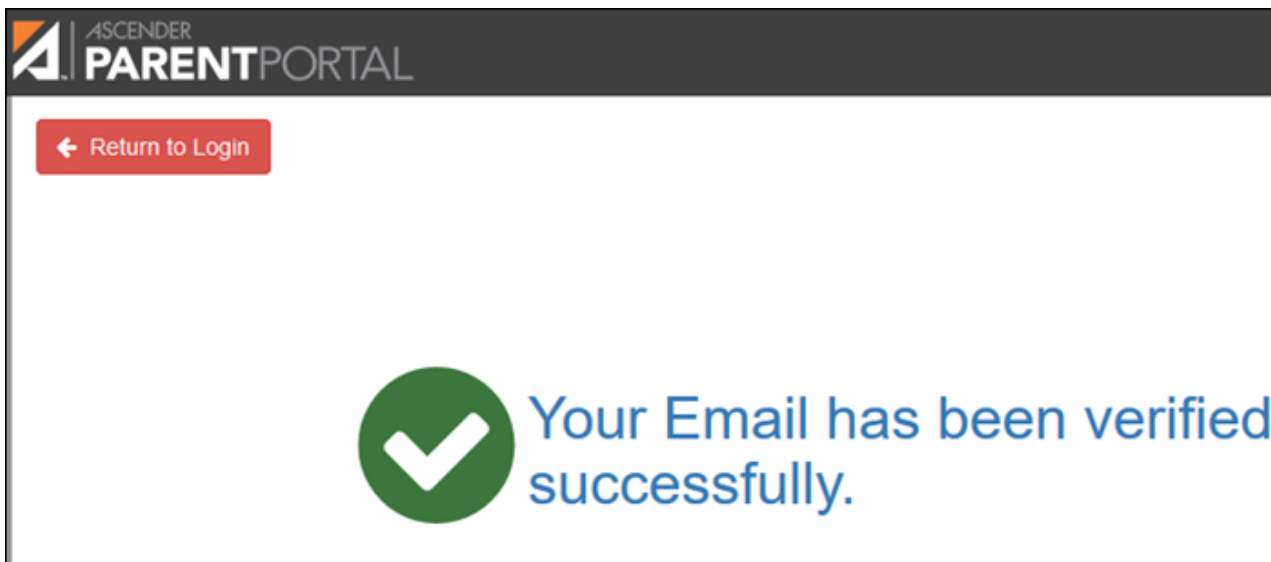 ASCENDER
PARENTPORTAL
Return to Login
Your Email has been verified
successfully.